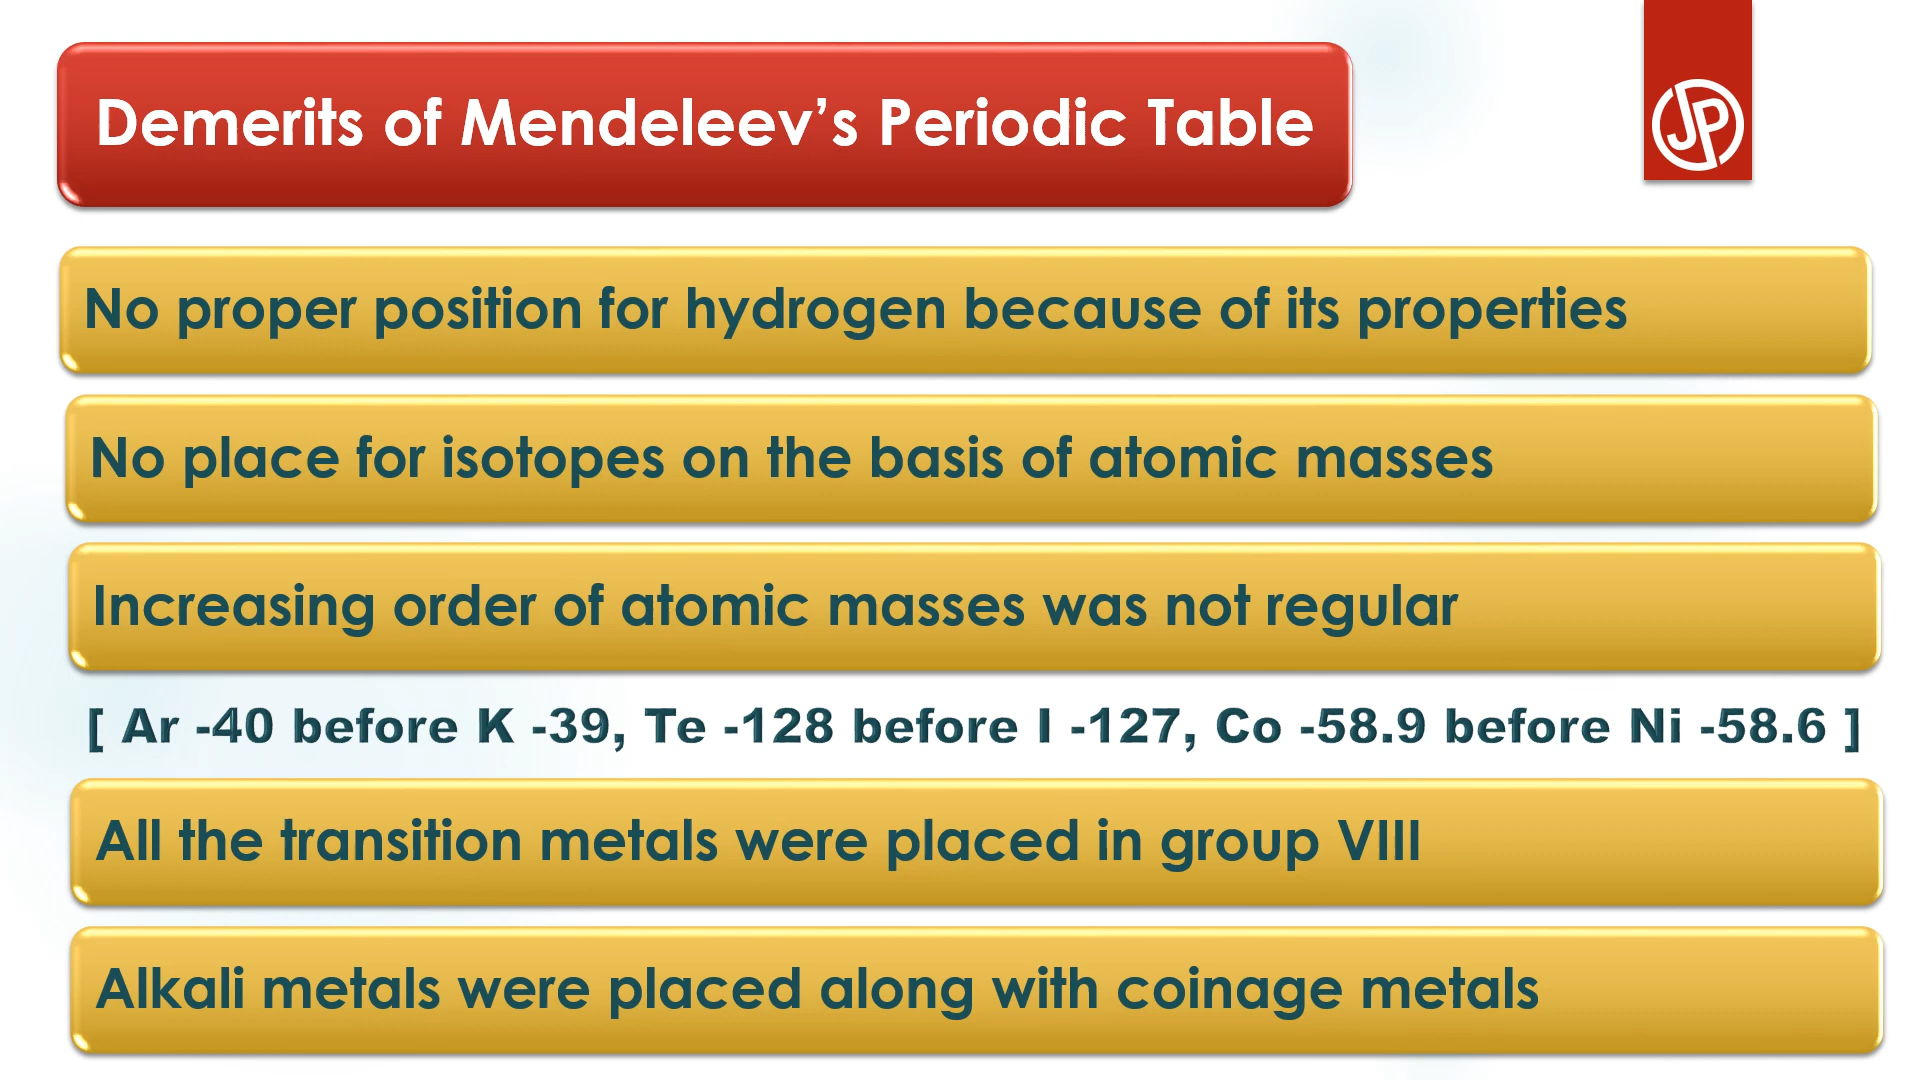 Demerits of Mendeleev’s Periodic Table
JP
No proper position for hydrogen because of its properties
No place for isotopes on the basis of atomic masses
Increasing order of atomic masses was not regular
[ Ar -40 before K -39, Te -128 before I -127, Co -58.9 before Ni -58.6 ]
All the transition metals were placed in group VIII
Alkali metals were placed along with coinage metals